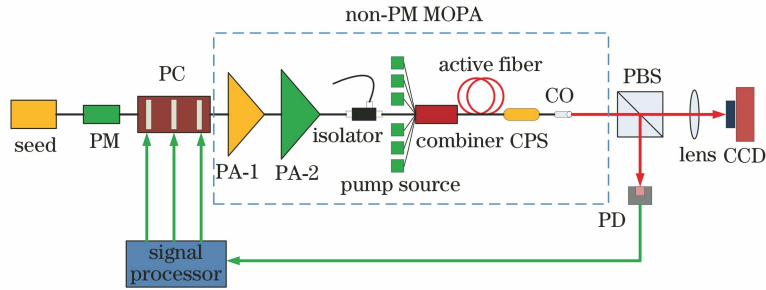 non-PM MOPA
PC
active fiber
PBS
CO
seed
PM
isolator
combiner CPS
lens CCD
PA-1
PA-2
pump source
PD
signal
processor